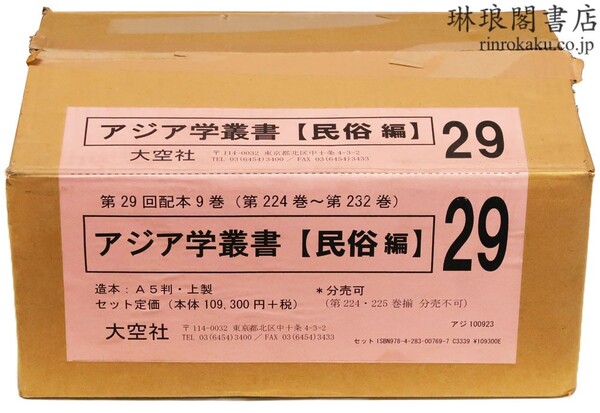 琳琅閣書店
rinrokaku.co.jp
アジア学叢書【民俗 編】 29
大空社 〒114-0032 東京都北区中十条4-3-2
TEL 03(6454)3400 / FAX 03(6454)3433
第29回配本9巻（第224巻〜第232巻）
アジア学叢書【民俗 編】 29
造本：A5判・上製 ＊分売可
セット定価（本体109,300円+税） （第224・225巻揃 分売不可）
大空社 〒114-0032 東京都北区中十条4-3-2
TEL 03(6454)3400 / FAX 03(6454)3433
アジ100923
セット ISBN978-4-283-00769-7 C3339 ¥109300E